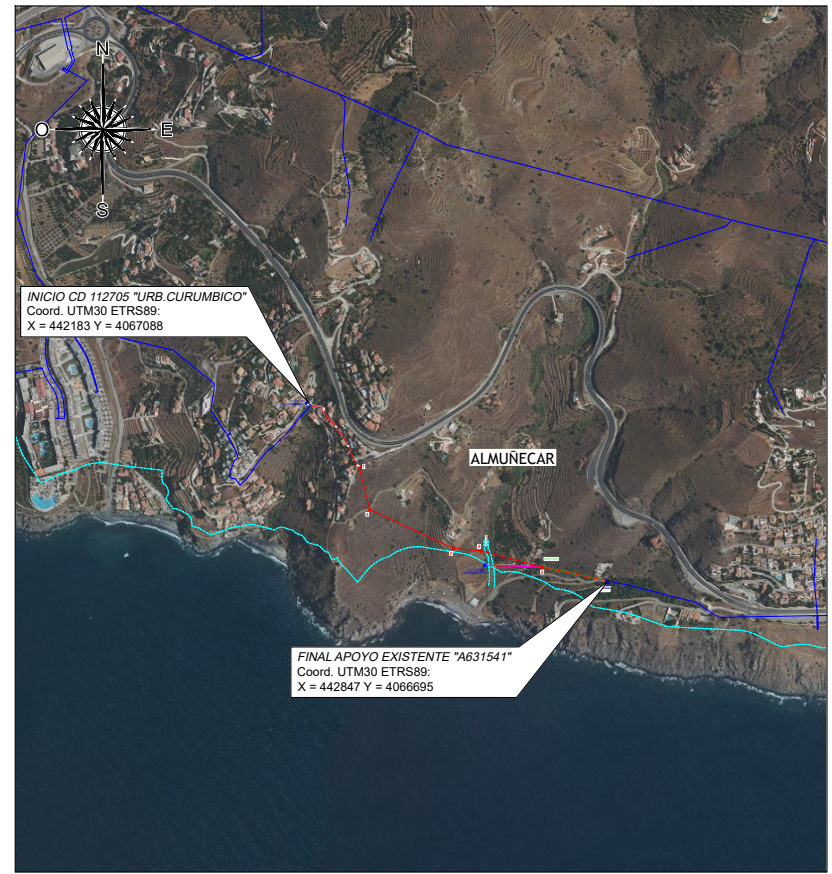 N
O
E
S
INICIO CD 112705 "URB.CURUMBICO"
Coord. UTM30 ETRS89:
X = 442183 Y = 4067088
ALMUÑECAR
FINAL APOYO EXISTENTE "A631541"
Coord. UTM30 ETRS89:
X = 442847 Y = 4066695